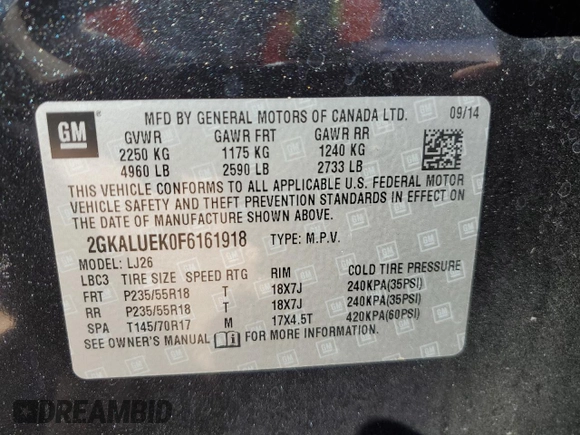 GM
MFD BY GENERAL MOTORS OF CANADA LTD. 09/14
GVWR GAWR FRT GAWR RR
2250 KG 1175 KG 1240 KG
4960 LB 2590 LB 2733 LB
THIS VEHICLE CONFORMS TO ALL APPLICABLE U.S. FEDERAL MOTOR
VEHICLE SAFETY AND THEFT PREVENTION STANDARDS IN EFFECT ON
THE DATE OF MANUFACTURE SHOWN ABOVE.
2GKALUEK0F6161918 TYPE: M.P.V.
MODEL: LJ26
LBC3 TIRE SIZE SPEED RTG RIM COLD TIRE PRESSURE
FRT P235/55R18 T 18X7J 240KPA(35PSI)
RR P235/55R18 T 18X7J 240KPA(35PSI)
SPA T145/70R17 M 17X4.5T 420KPA(60PSI)
SEE OWNER'S MANUAL FOR MORE INFORMATION
DREAMBID